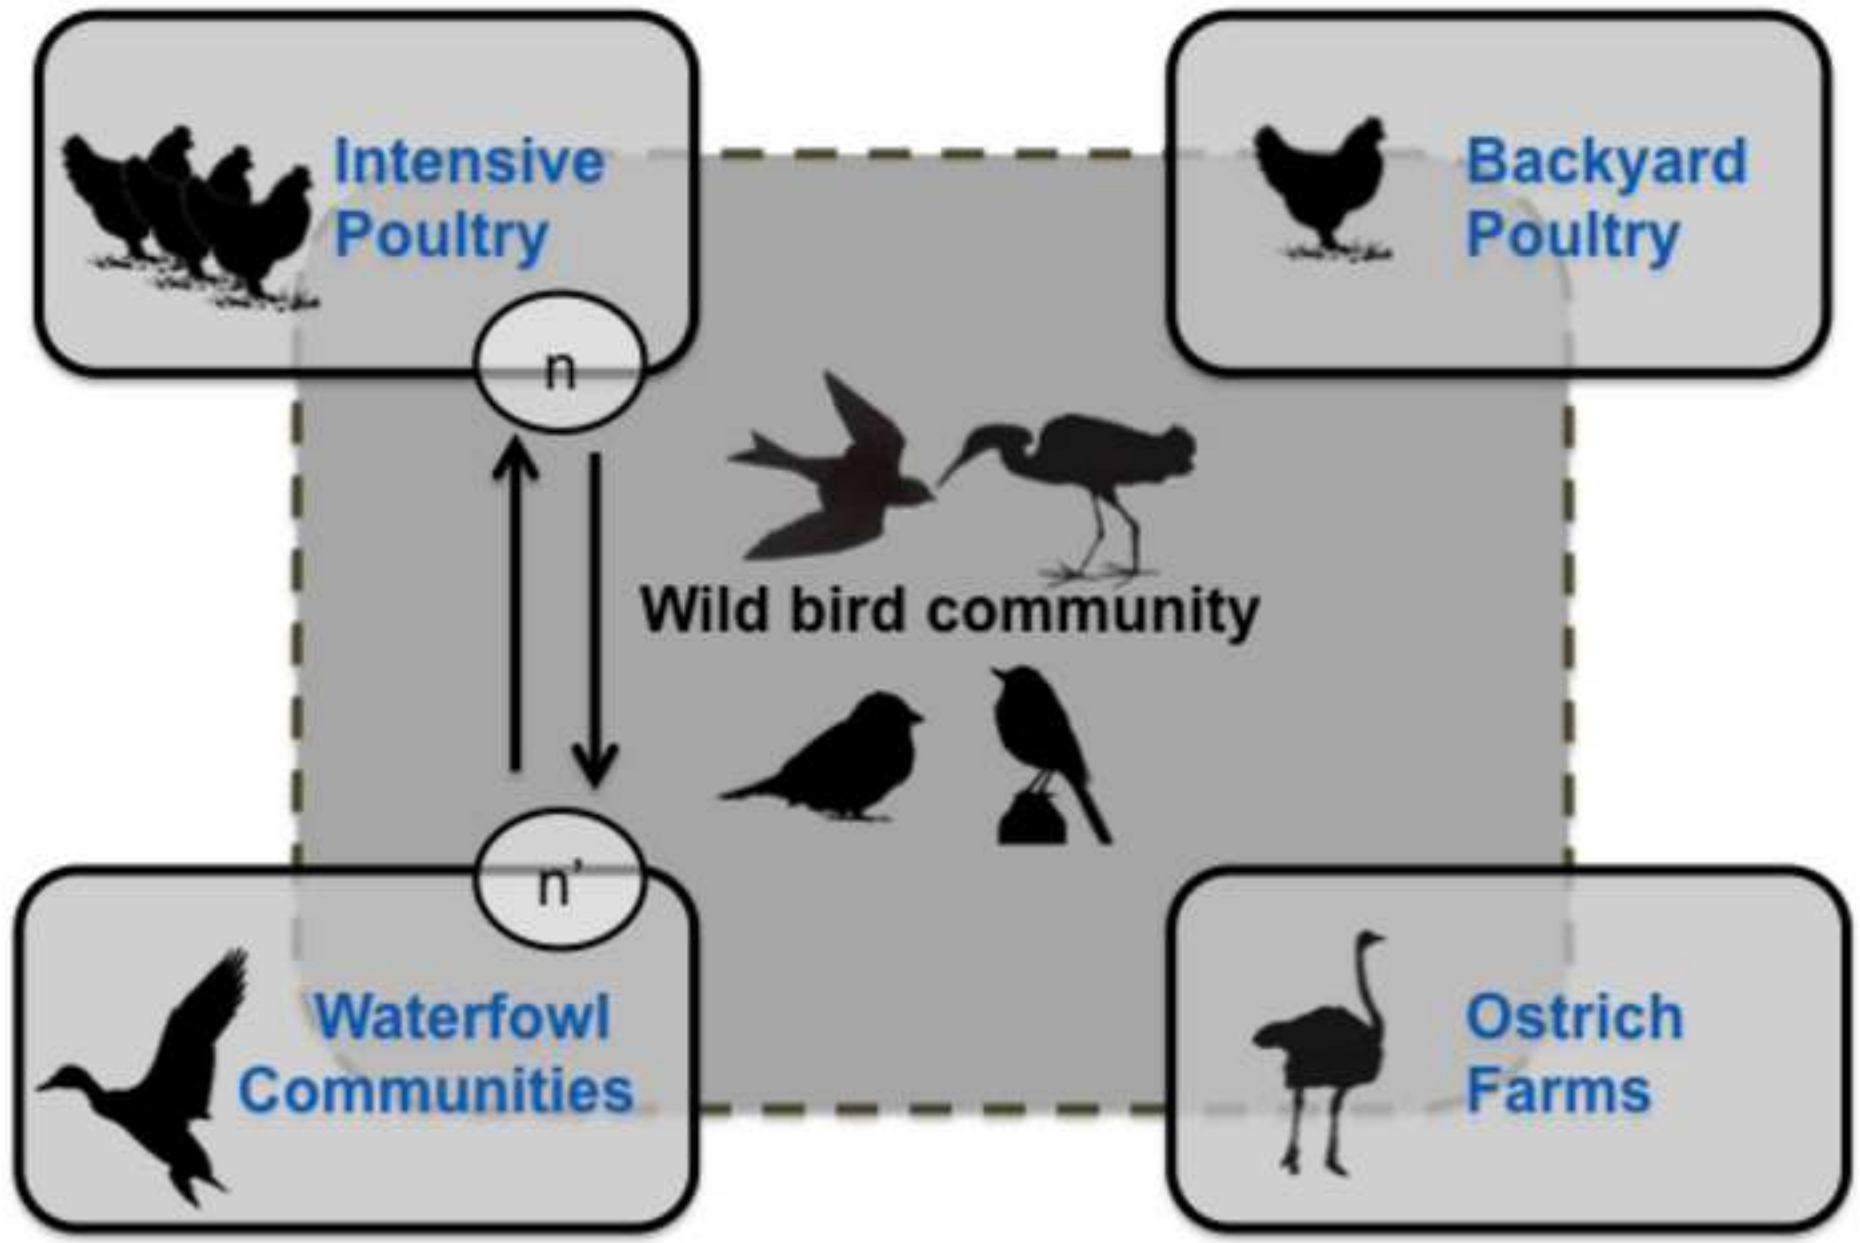 Intensive
Poultry
Backyard
Poultry
n
Wild bird community
n’
Waterfowl
Communities
Ostrich
Farms